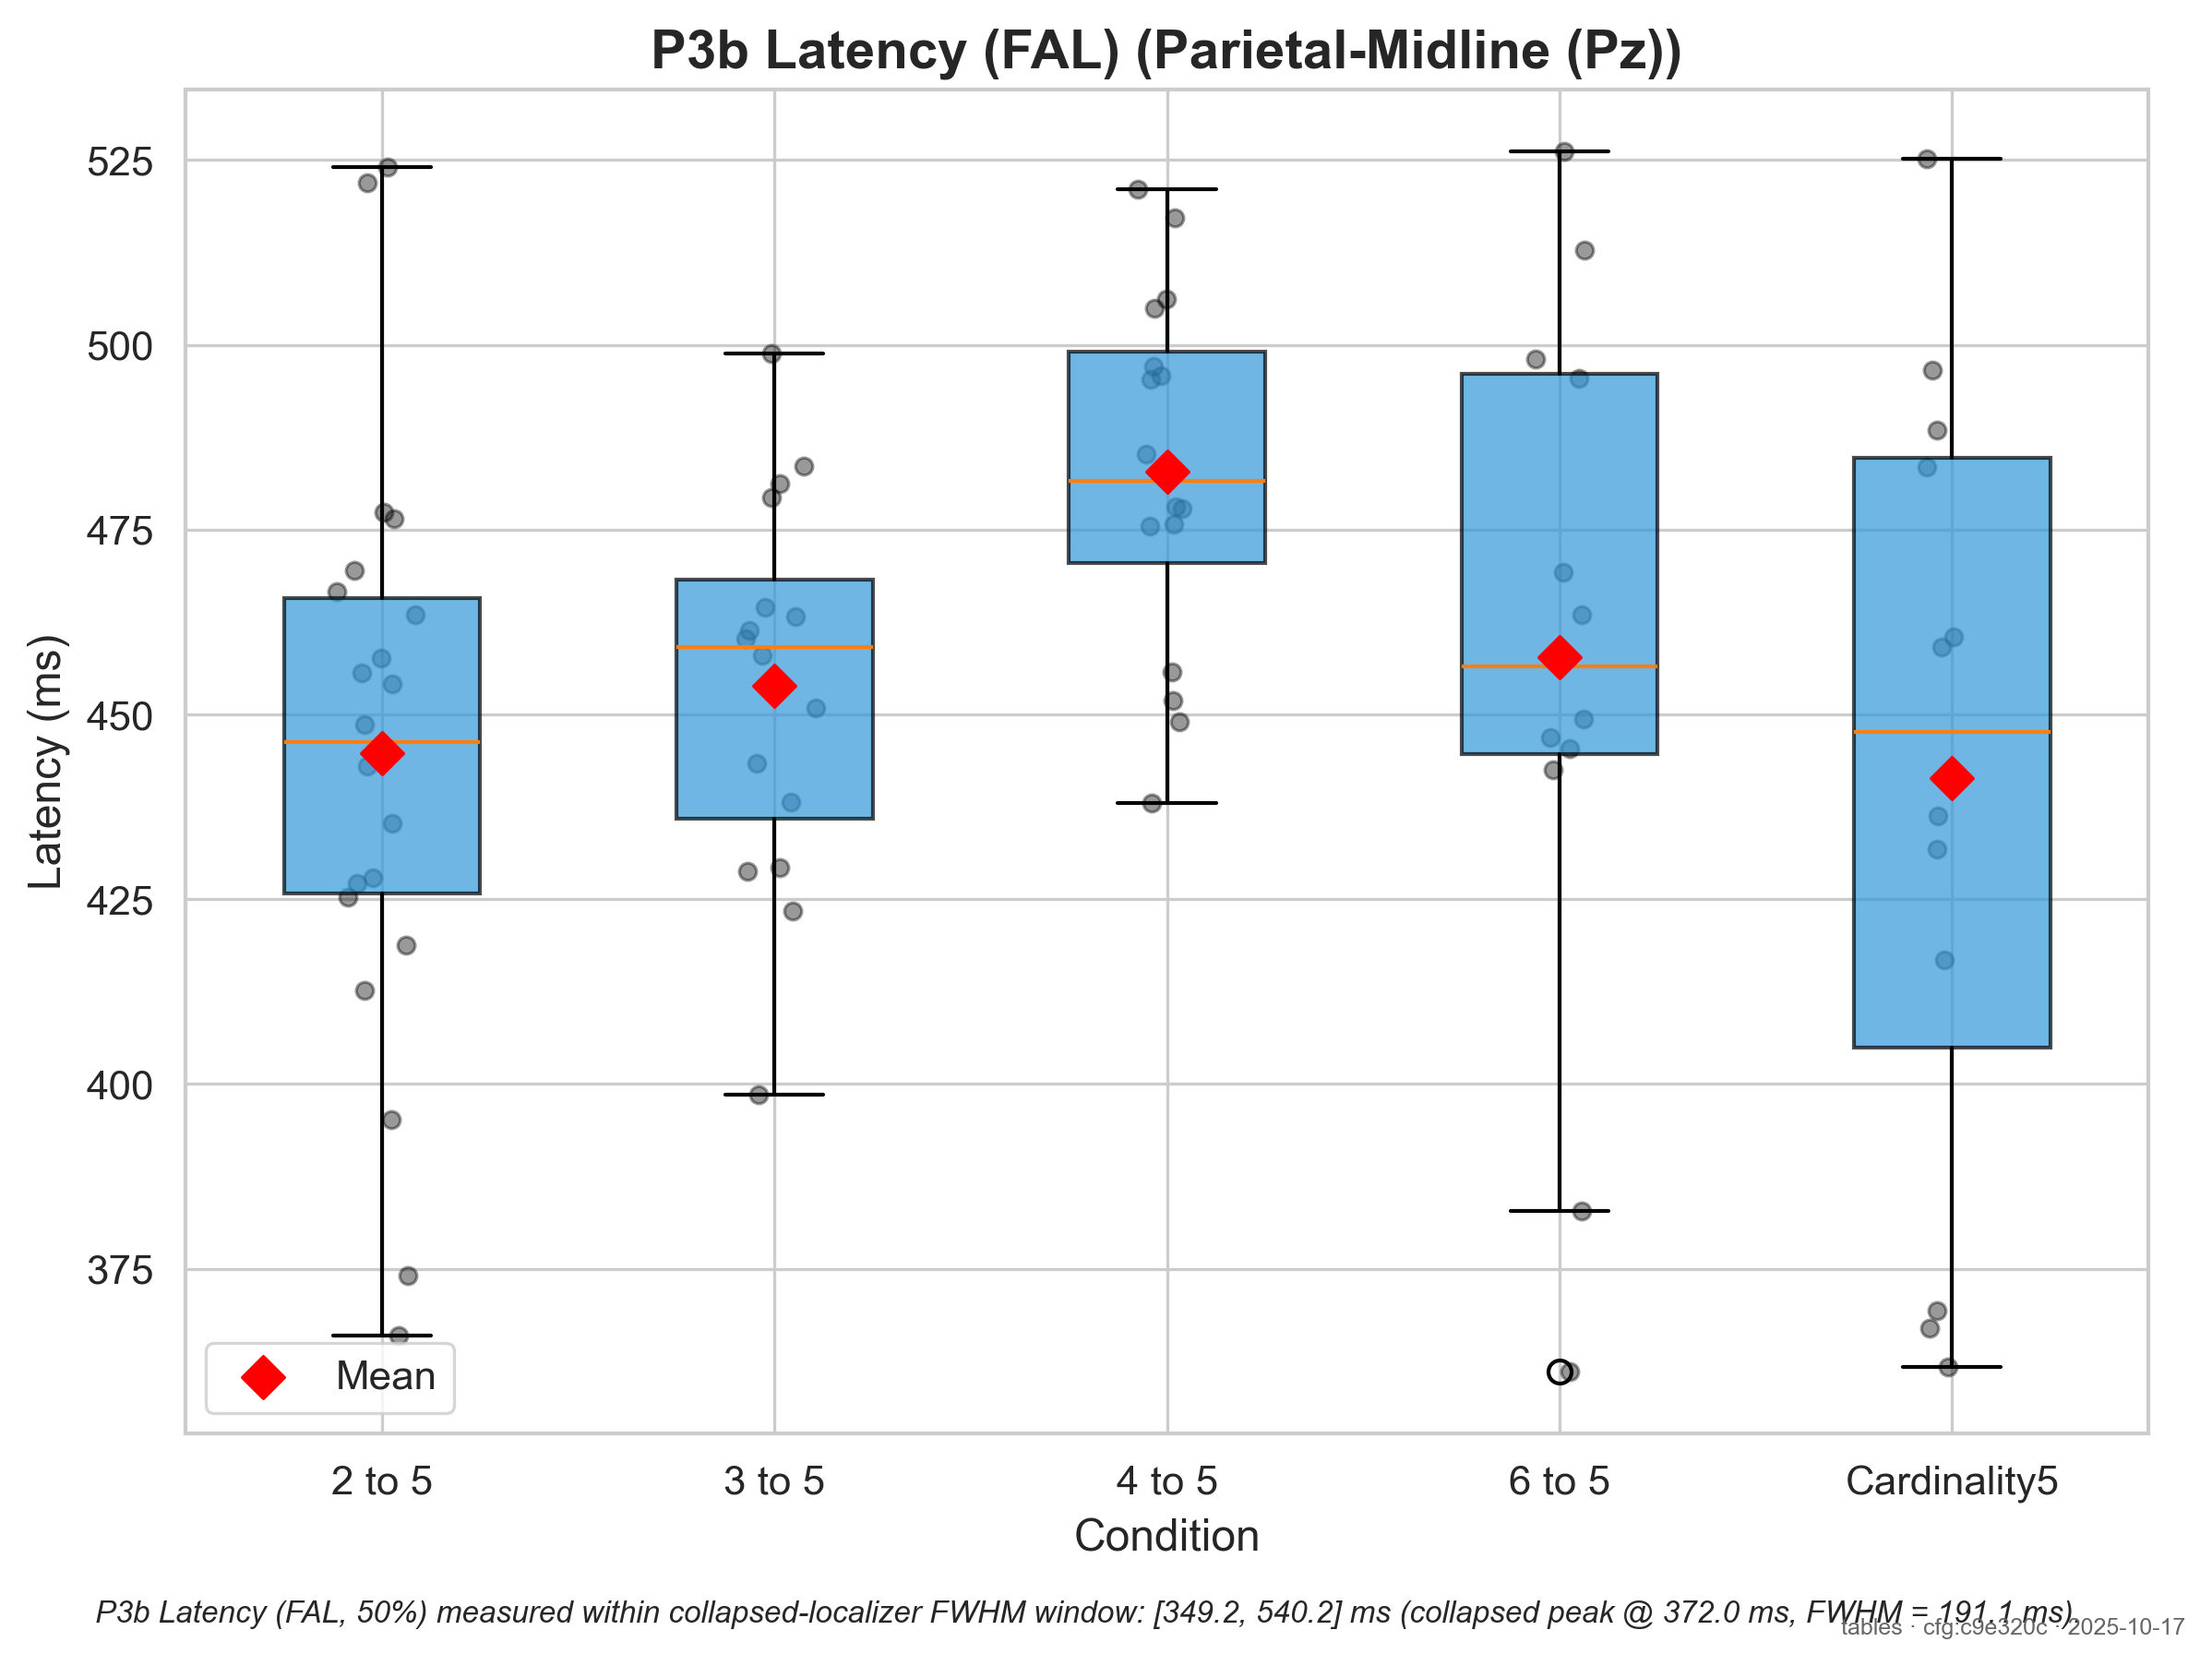 P3b Latency (FAL) (Parietal-Midline (Pz))
Latency (ms)
525
500
475
450
425
400
375
Mean
2 to 5
3 to 5
4 to 5
6 to 5
Cardinality5
Condition
P3b Latency (FAL, 50%) measured within collapsed-localizer FWHM window: [349.2, 540.2] ms (collapsed peak @ 372.0 ms, FWHM = 191.1 ms).
tables · cfg:c9e320c · 2025-10-17